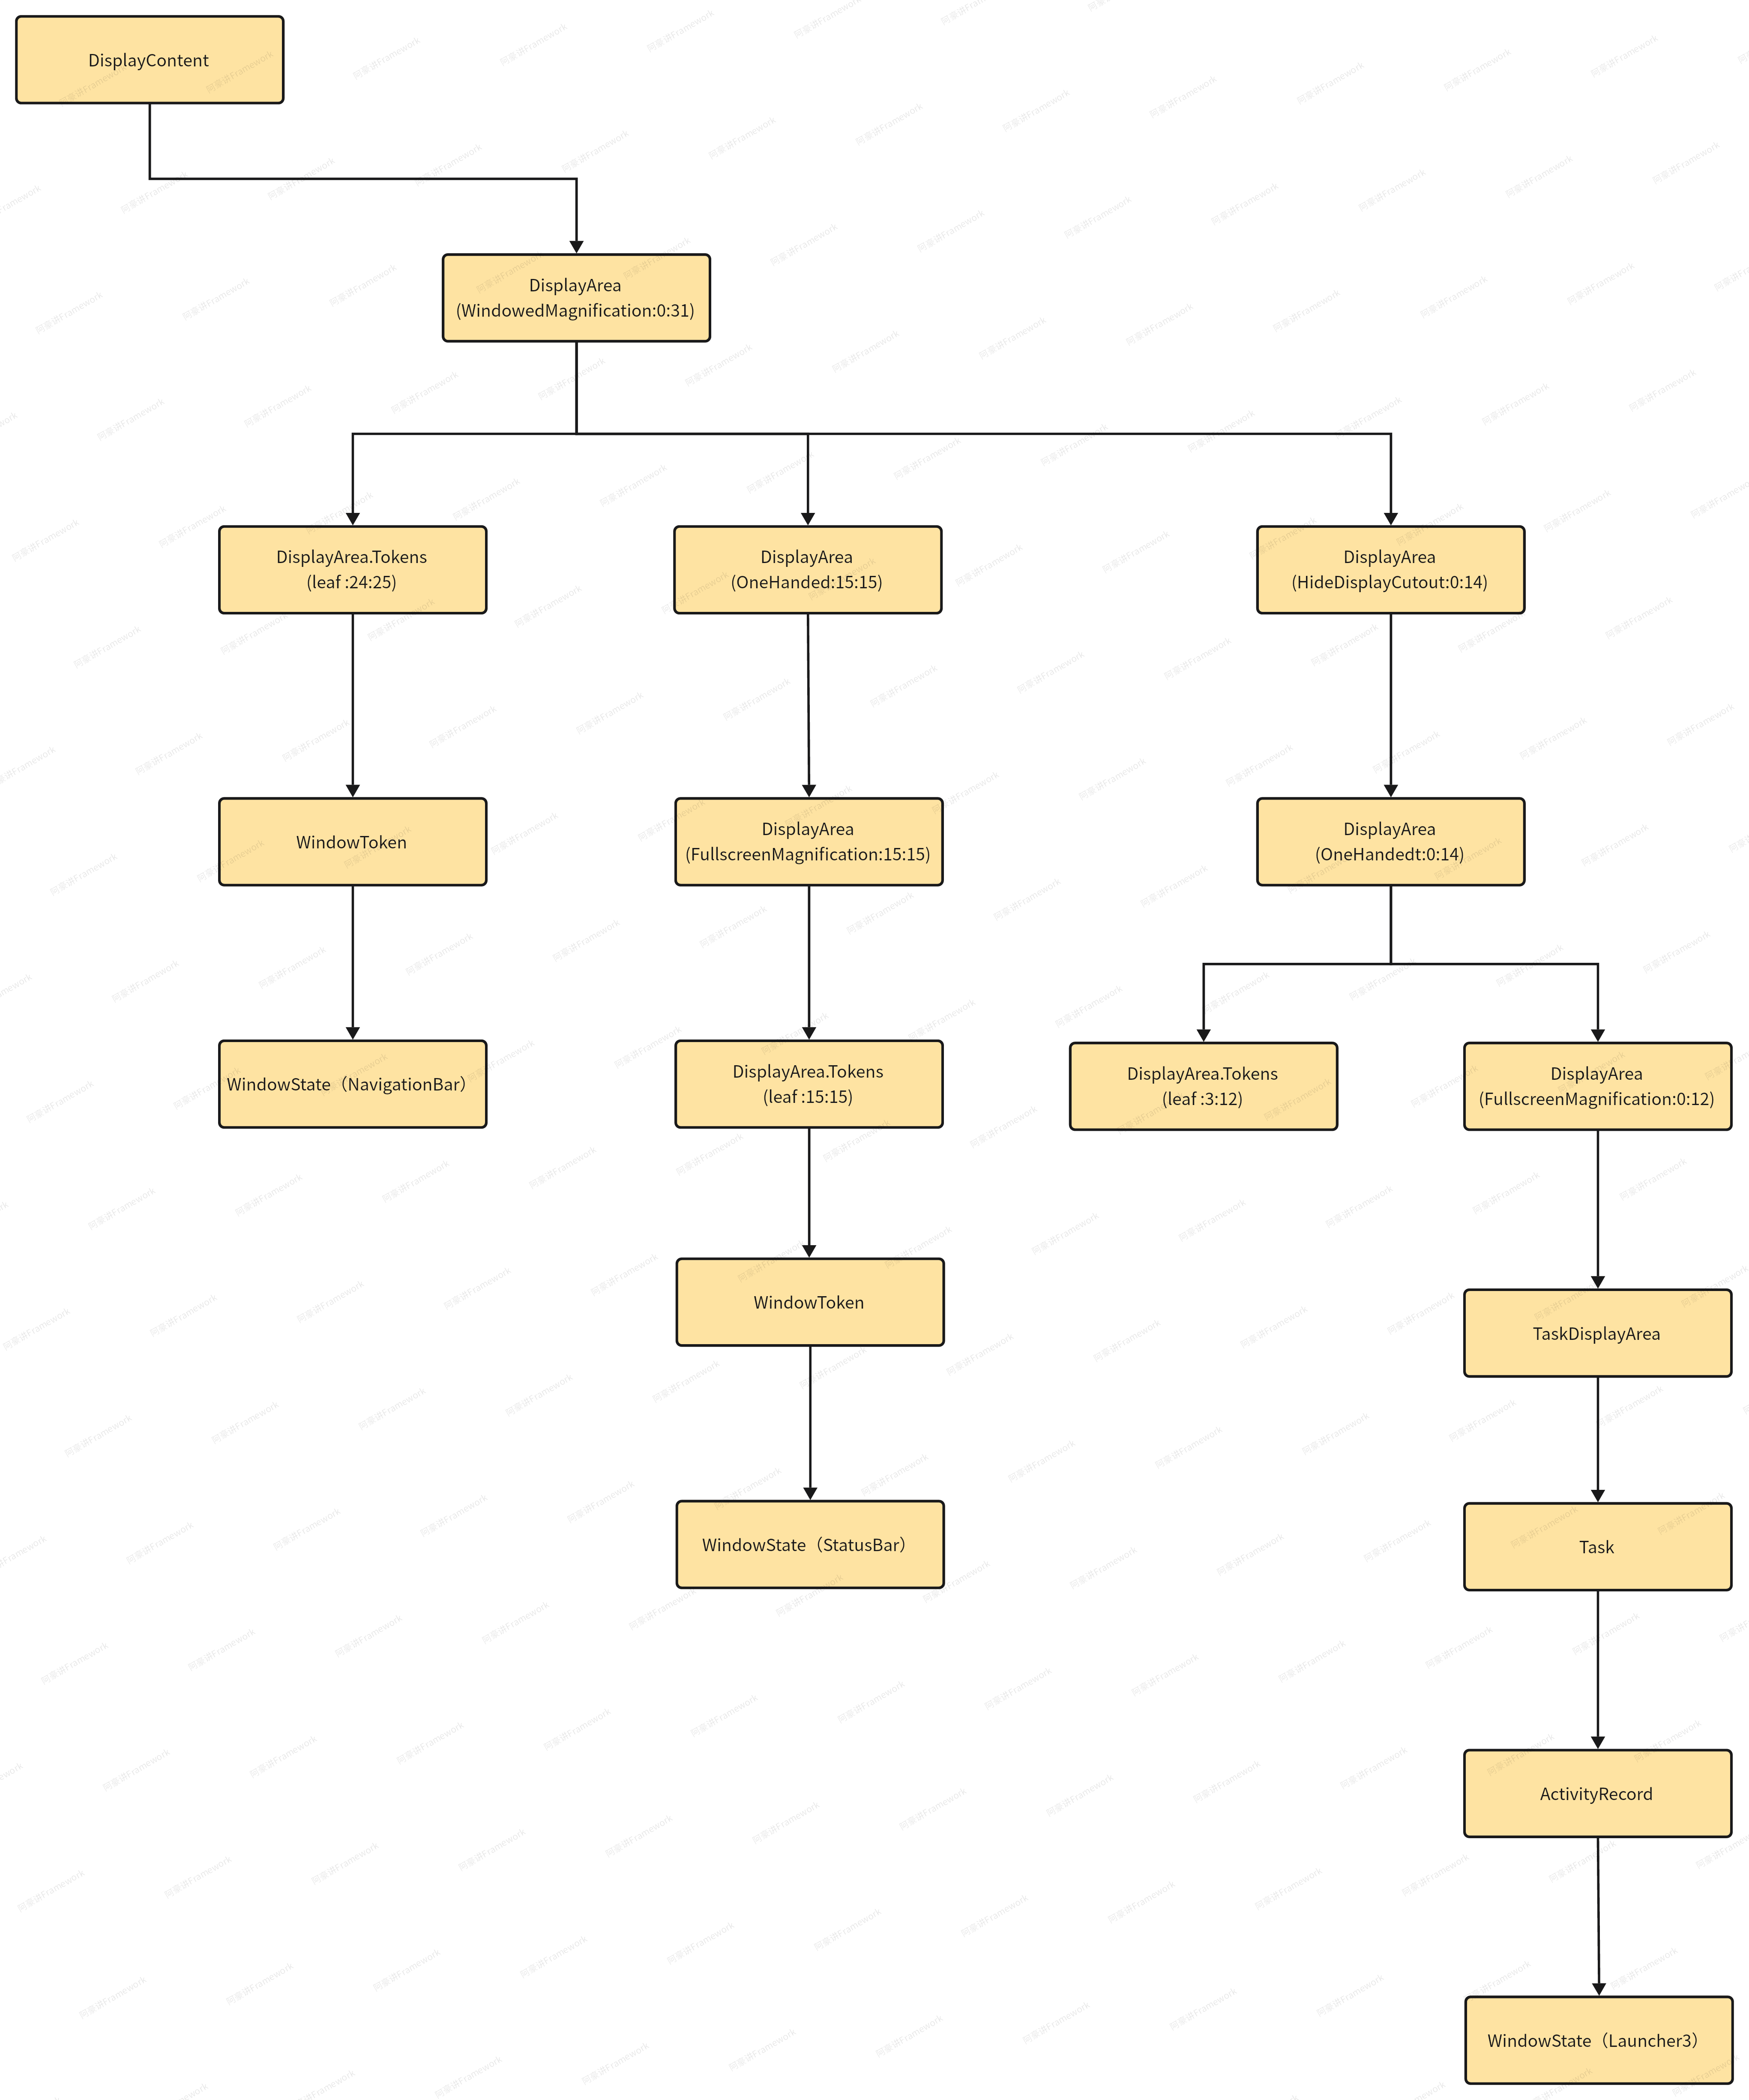 DisplayContent
DisplayArea
(WindowedMagnification:0:31)
DisplayArea.Tokens
(leaf :24:25)
DisplayArea
(OneHanded:15:15)
DisplayArea
(HideDisplayCutout:0:14)
WindowToken
DisplayArea
(FullscreenMagnification:15:15)
DisplayArea
(OneHandedt:0:14)
WindowState（NavigationBar）
DisplayArea.Tokens
(leaf :15:15)
DisplayArea.Tokens
(leaf :3:12)
DisplayArea
(FullscreenMagnification:0:12)
WindowToken
TaskDisplayArea
WindowState（StatusBar）
Task
ActivityRecord
WindowState（Launcher3）